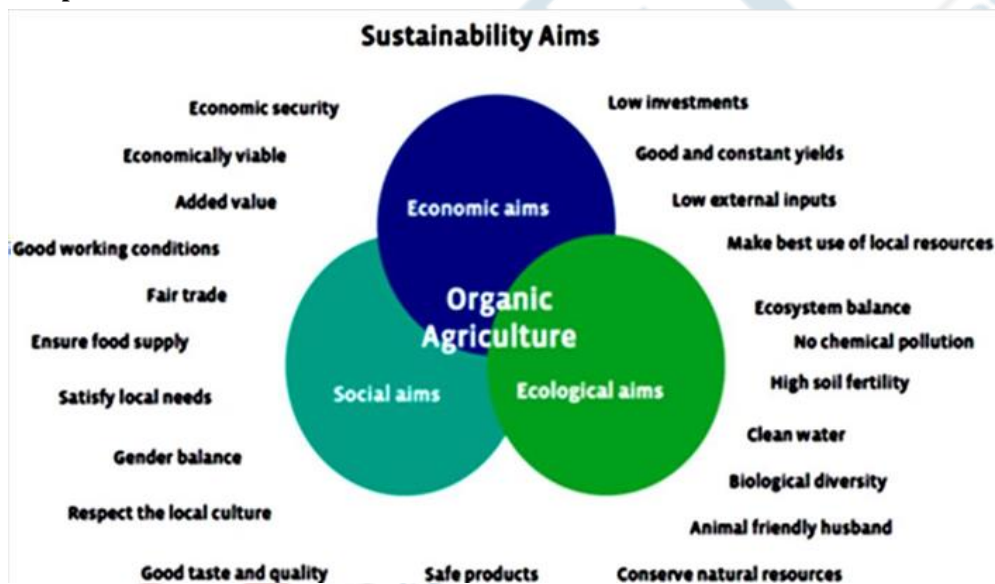 Sustainability Aims
Economic security
Low investments
Economically viable
Good and constant yields
Added value
Low external inputs
Economic aims
Good working conditions
Make best use of local resources
Fair trade
Organic
Agriculture
Ecosystem balance
Ensure food supply
No chemical pollution
Social aims
Ecological aims
High soil fertility
Satisfy local needs
Clean water
Gender balance
Biological diversity
Respect the local culture
Animal friendly husband
Good taste and quality
Safe products
Conserve natural resources